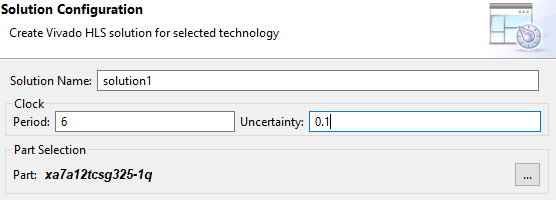 Solution Configuration
Create Vivado HLS solution for selected technology
Solution Name: solution1
Clock
Period: 6 Uncertainty: 0.1
Part Selection
Part: xa7a12tcsg325-1q ...